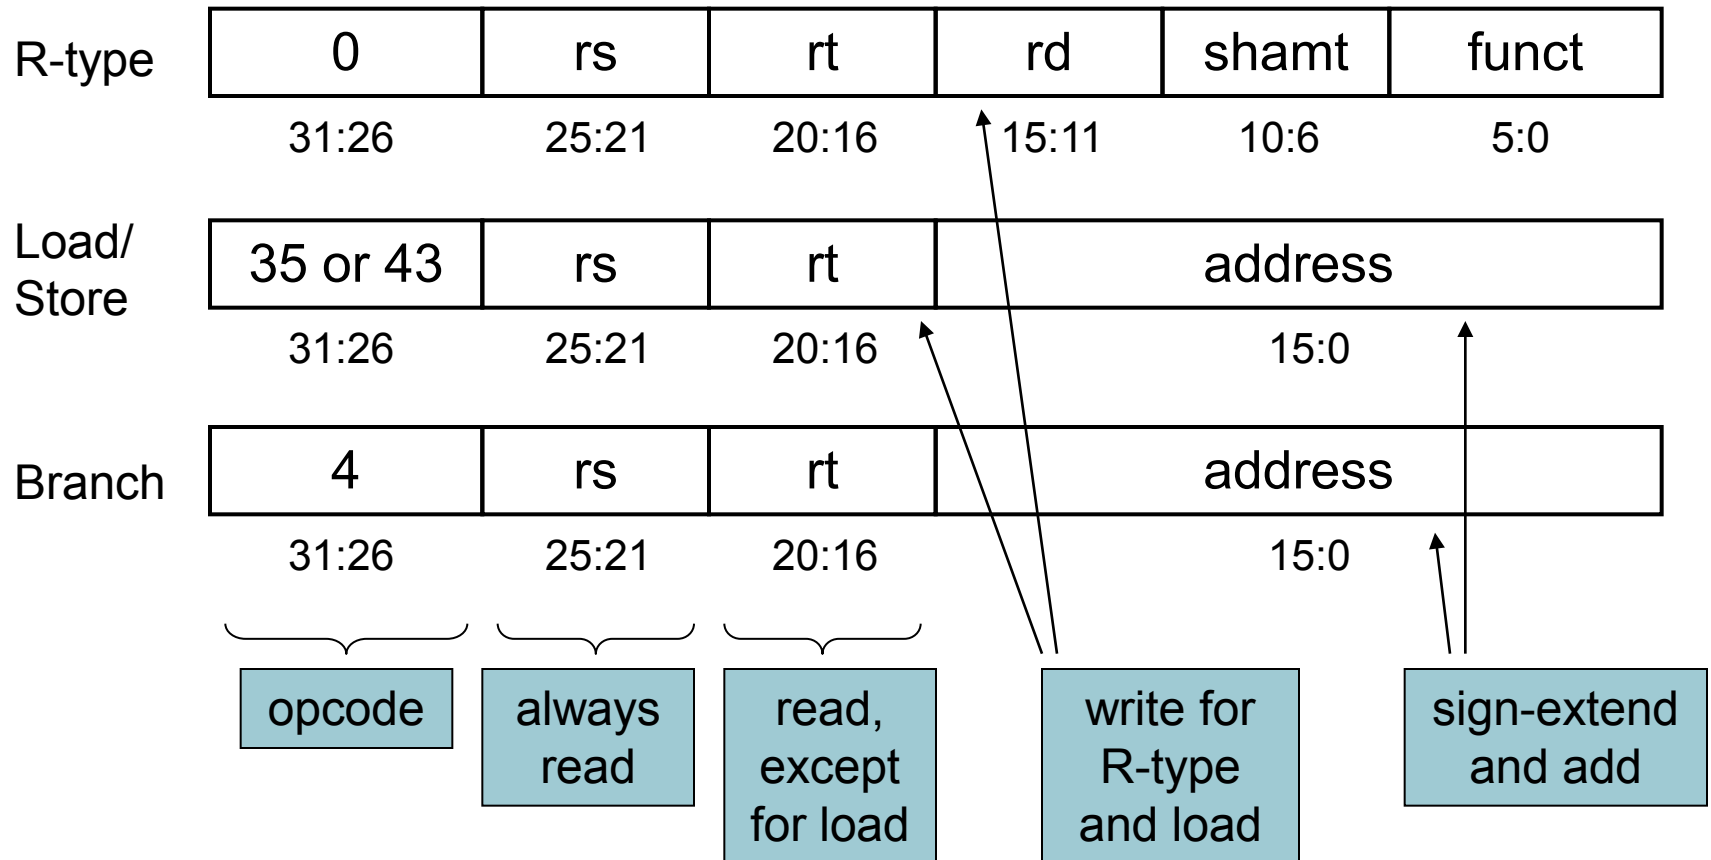 R-type 0 rs rt rd shamt funct
31:26 25:21 20:16 15:11 10:6 5:0
Load/
Store
35 or 43 rs rt address
31:26 25:21 20:16 15:0
Branch 4 rs rt address
31:26 25:21 20:16 15:0
opcode
always
read
read,
except
for load
write for
R-type
and load
sign-extend
and add